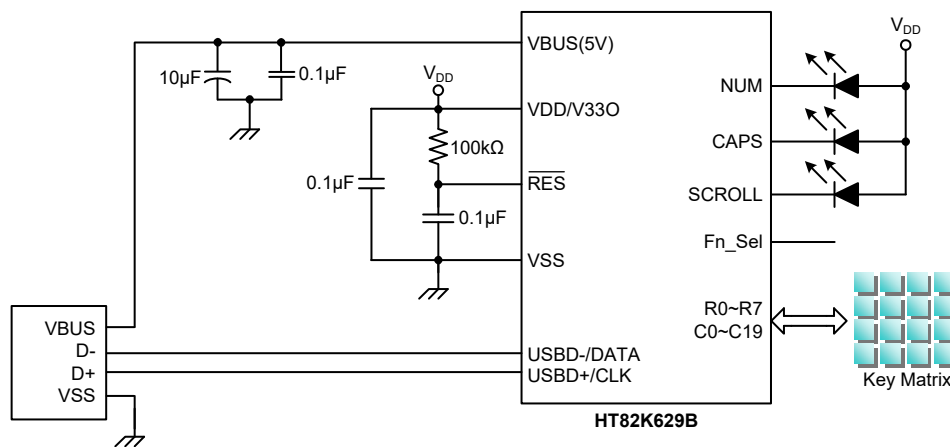 VBUS(5V)
10µF
0.1µF
VDD
VDD/V33O
100kΩ
0.1µF
RES
0.1µF
VSS
VDD
NUM
CAPS
SCROLL
Fn_Sel
R0~R7
C0~C19
Key Matrix
VBUS
D-
D+
VSS
USBD-/DATA
USBD+/CLK
HT82K629B